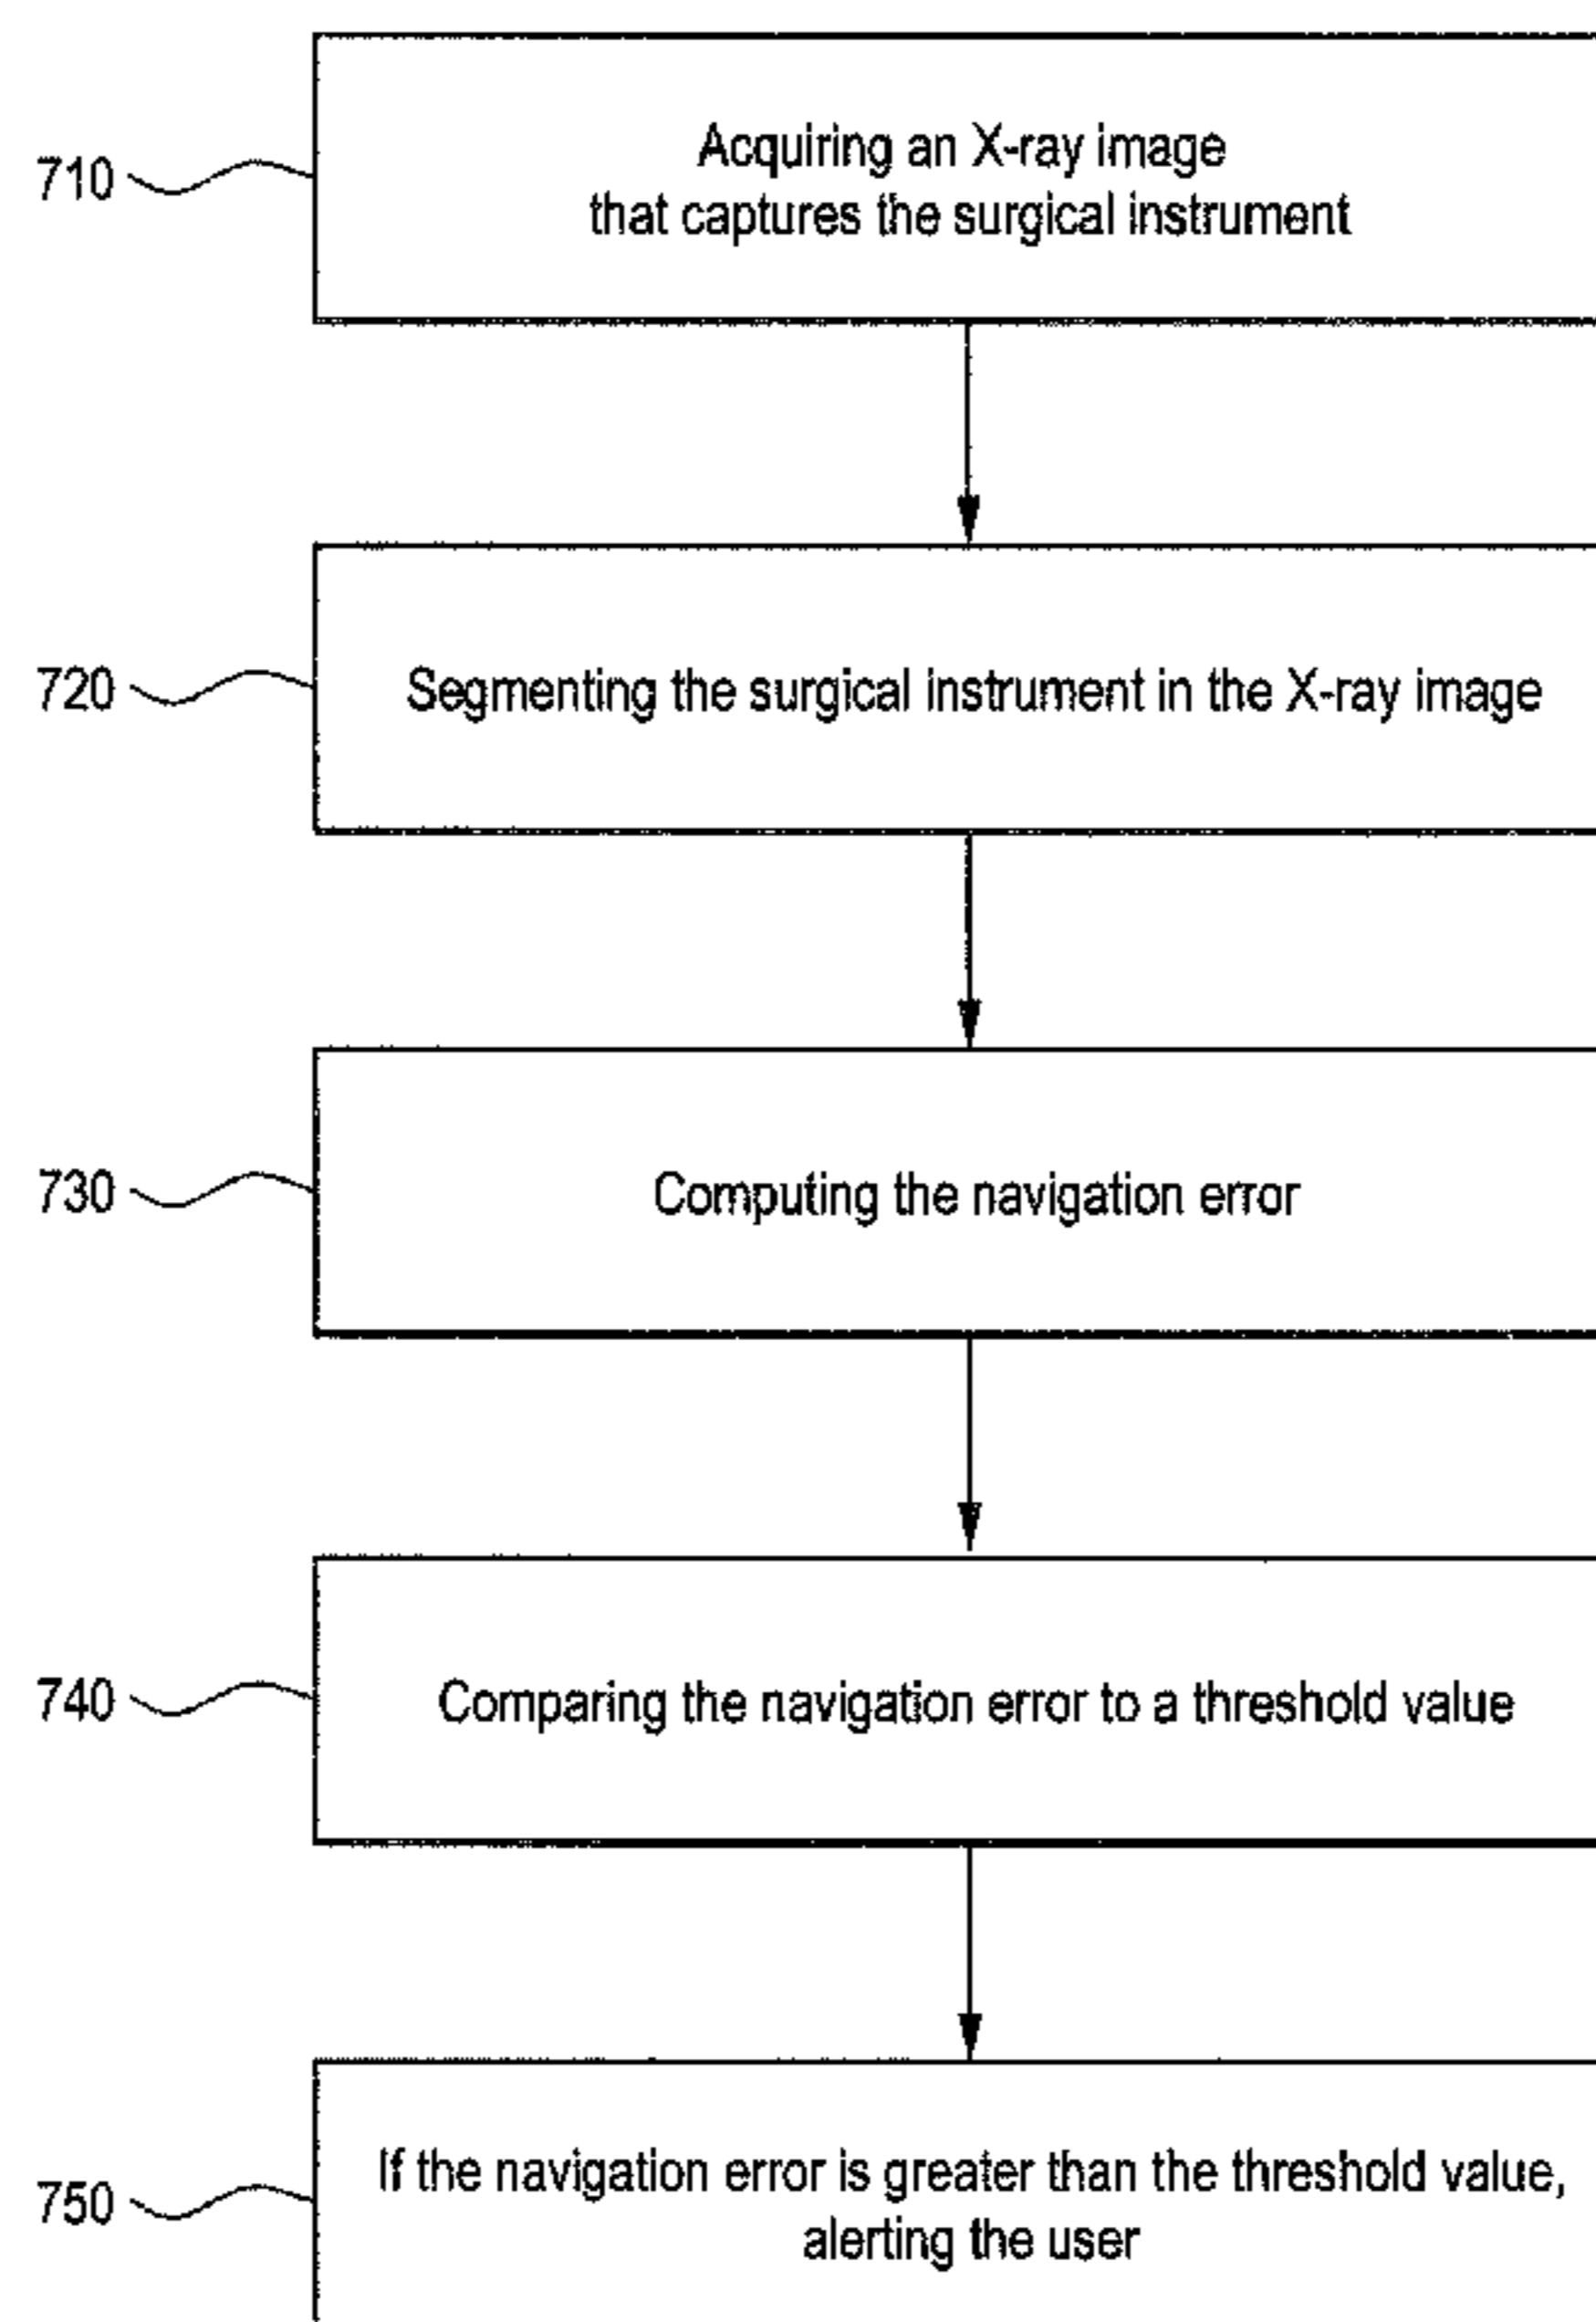 710
Acquiring an X-ray image
that captures the surgical instrument
720
Segmenting the surgical instrument in the X-ray image
730
Computing the navigation error
740
Comparing the navigation error to a threshold value
750
If the navigation error is greater than the threshold value,
alerting the user